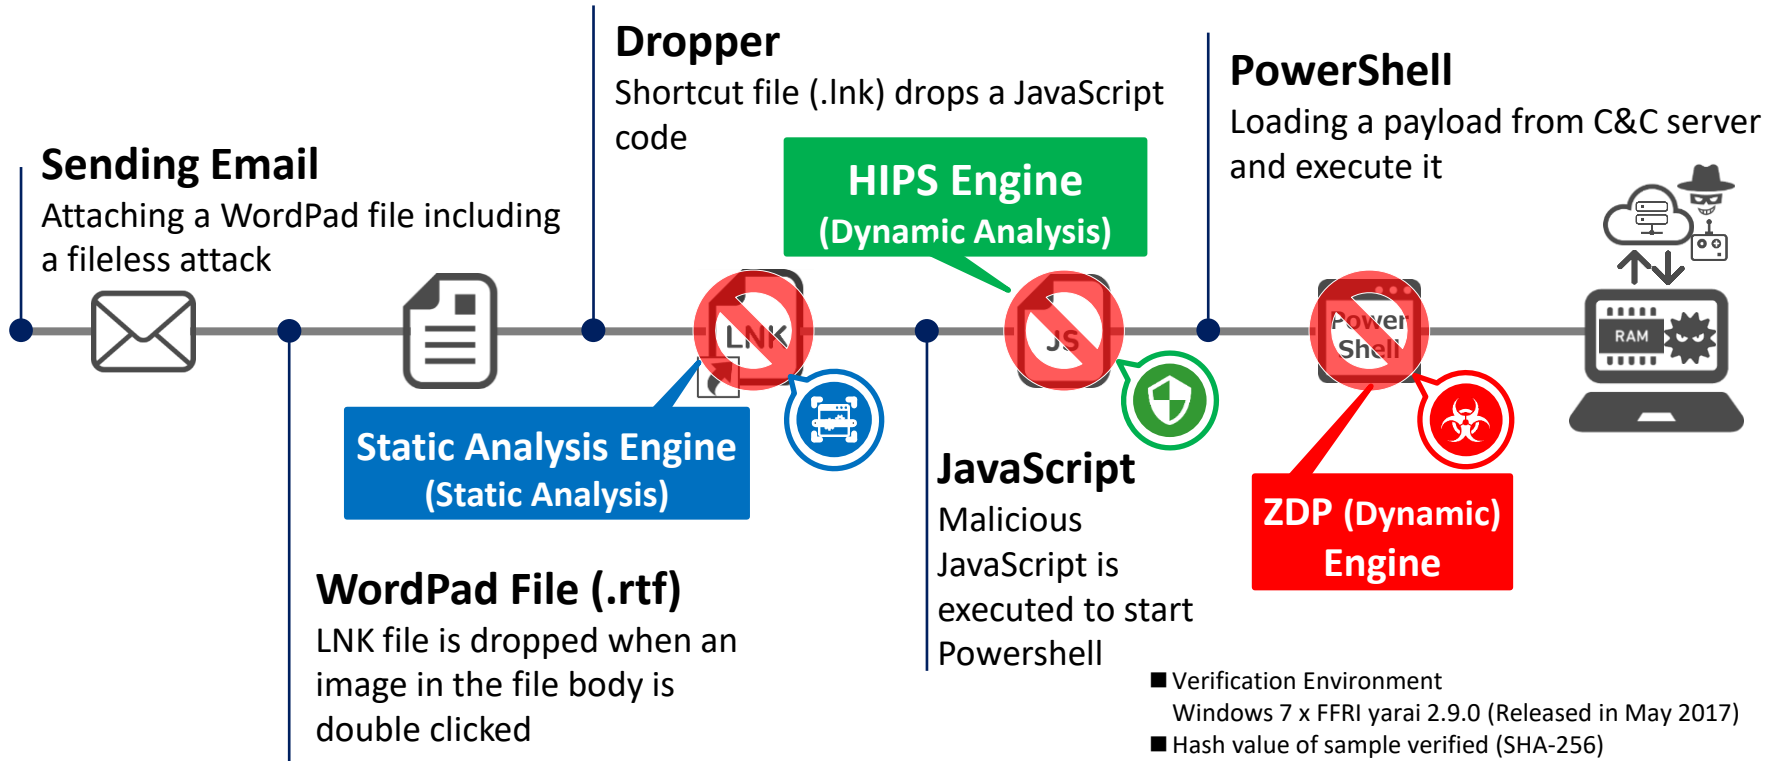 Sending Email
Attaching a WordPad file including
a fileless attack
WordPad File (.rtf)
LNK file is dropped when an
image in the file body is
double clicked
Dropper
Shortcut file (.lnk) drops a JavaScript
code
LNK
Static Analysis Engine
(Static Analysis)
HIPS Engine
(Dynamic Analysis)
JS
JavaScript
Malicious
JavaScript is
executed to start
Powershell
PowerShell
Loading a payload from C&C server
and execute it
Power
Shell
ZDP (Dynamic)
Engine
RAM
■ Verification Environment
Windows 7 x FFRI yarai 2.9.0 (Released in May 2017)
■ Hash value of sample verified (SHA-256)